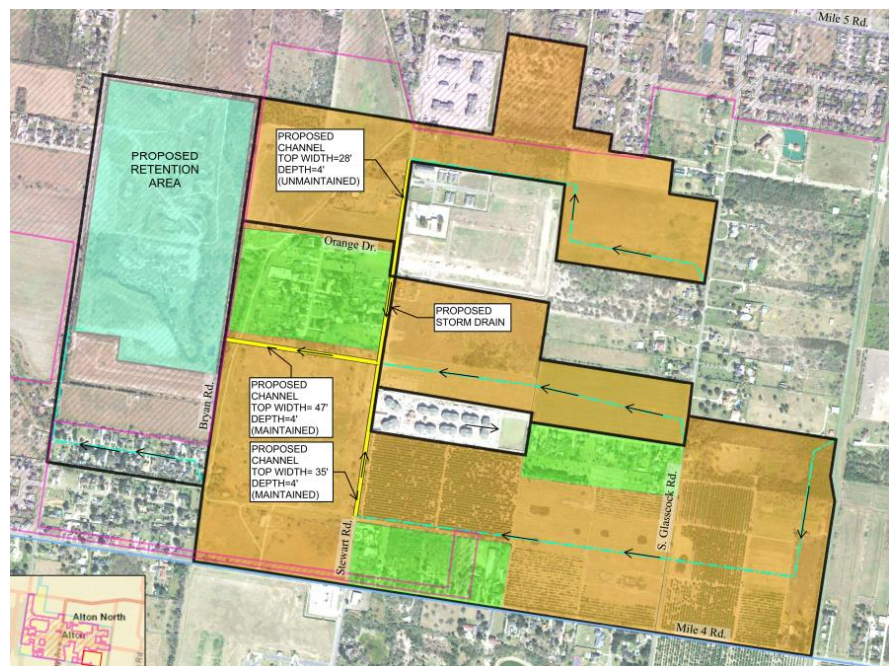 Mile 5 Rd.
PROPOSED
RETENTION
AREA
PROPOSED
CHANNEL
TOP WIDTH=28'
DEPTH=4'
(UNMAINTAINED)
Orange Dr.
PROPOSED
STORM DRAIN
Bryan Rd.
PROPOSED
CHANNEL
TOP WIDTH= 47'
DEPTH=4'
(MAINTAINED)
PROPOSED
CHANNEL
TOP WIDTH= 35'
DEPTH=4'
(MAINTAINED)
Stewart Rd.
S. Glasscock Rd.
Mile 4 Rd.
Alton North
Alton
Rd